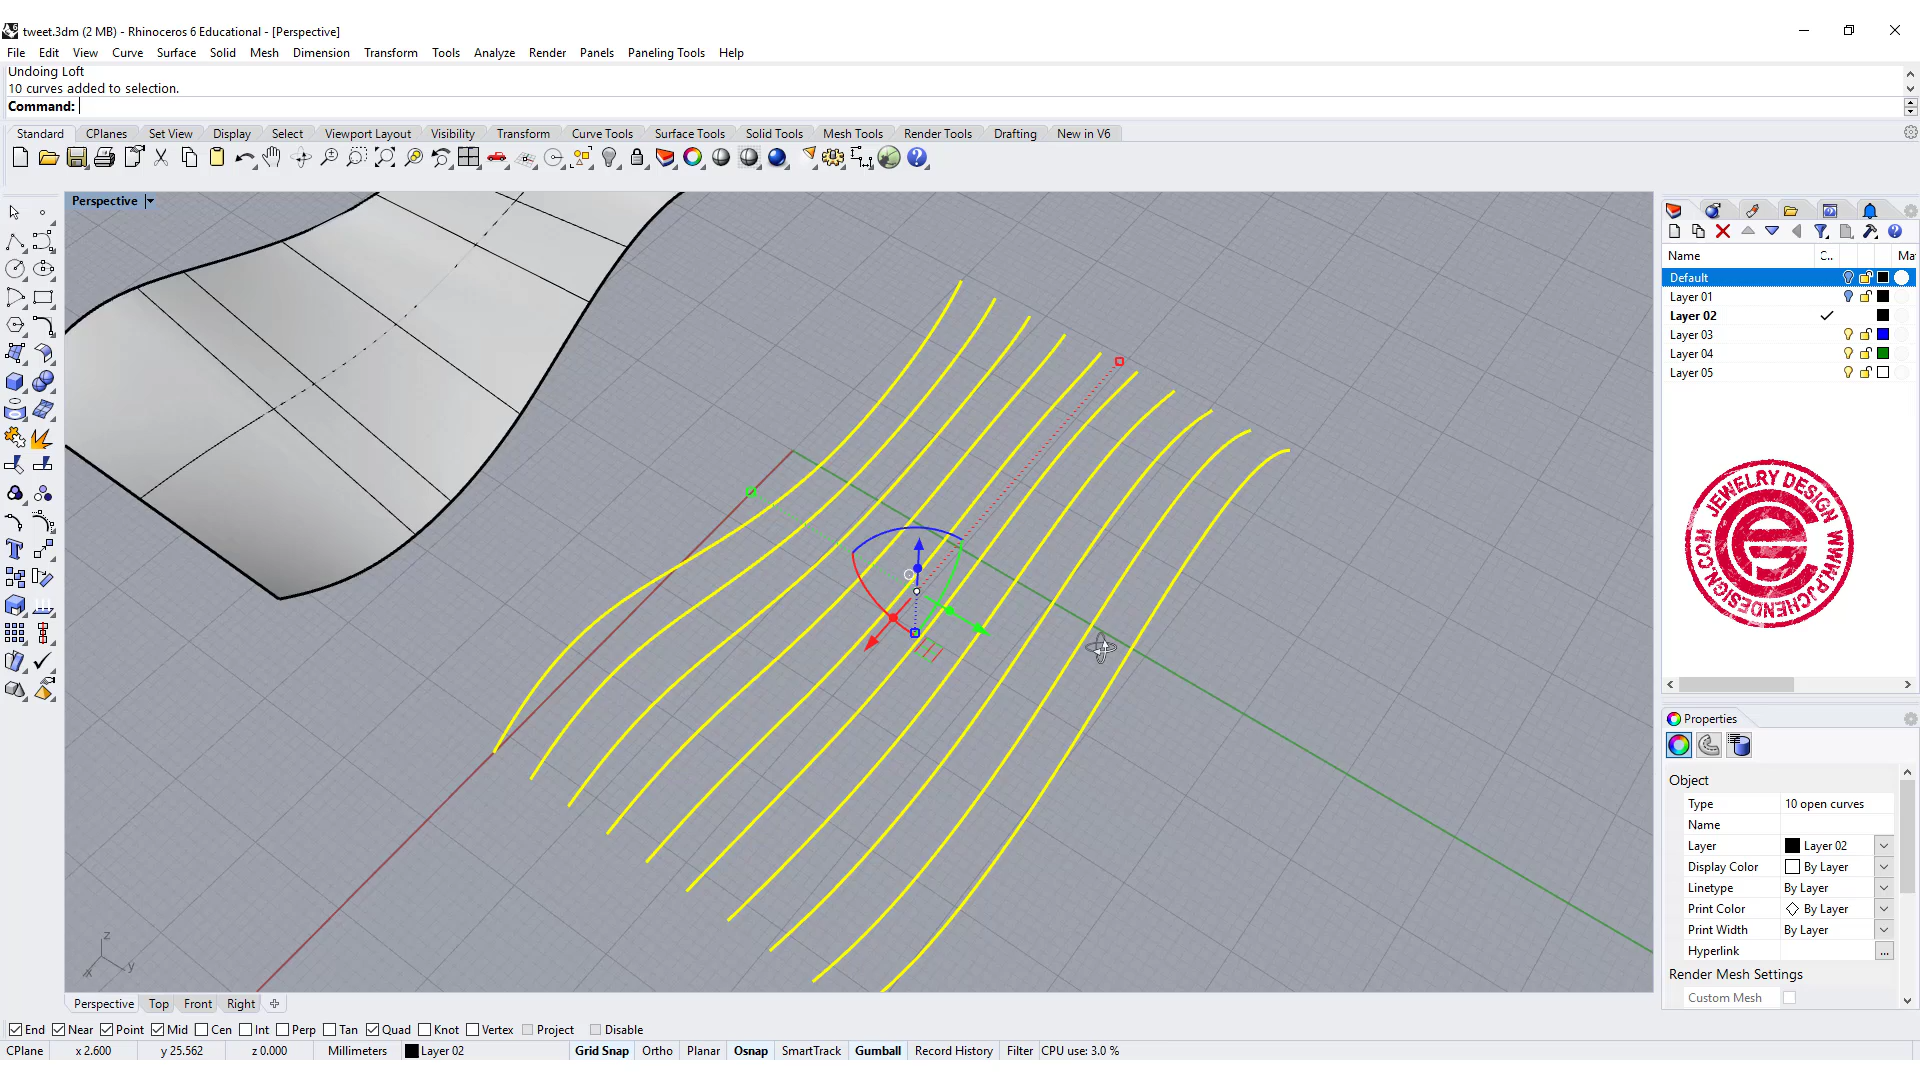 tweet.3dm (2 MB) - Rhinoceros 6 Educational - [Perspective]
File Edit View Curve Surface Solid Mesh Dimension Transform Tools Analyze Render Panels Paneling Tools Help
Undoing Loft
10 curves added to selection.
Command:
Standard CPlanes Set View Display Select Viewport Layout Visibility Transform Curve Tools Surface Tools Solid Tools Mesh Tools Render Tools Drafting New in V6
Perspective
Name C.. Ma
Default
Layer 01
Layer 02
Layer 03
Layer 04
Layer 05
JEWELRY DESIGN
WWW.PJCHENDESIGN.COM
Properties
Object
Type 10 open curves
Name
Layer Layer 02
Display Color By Layer
Linetype By Layer
Print Color By Layer
Print Width By Layer
Hyperlink ...
Render Mesh Settings
Custom Mesh
z
x y
Perspective Top Front Right
End Near Point Mid Cen Int Perp Tan Quad Knot Vertex Project Disable
CPlane x 2.600 y 25.562 z 0.000 Millimeters Layer 02 Grid Snap Ortho Planar Osnap SmartTrack Gumball Record History Filter CPU use: 3.0 %